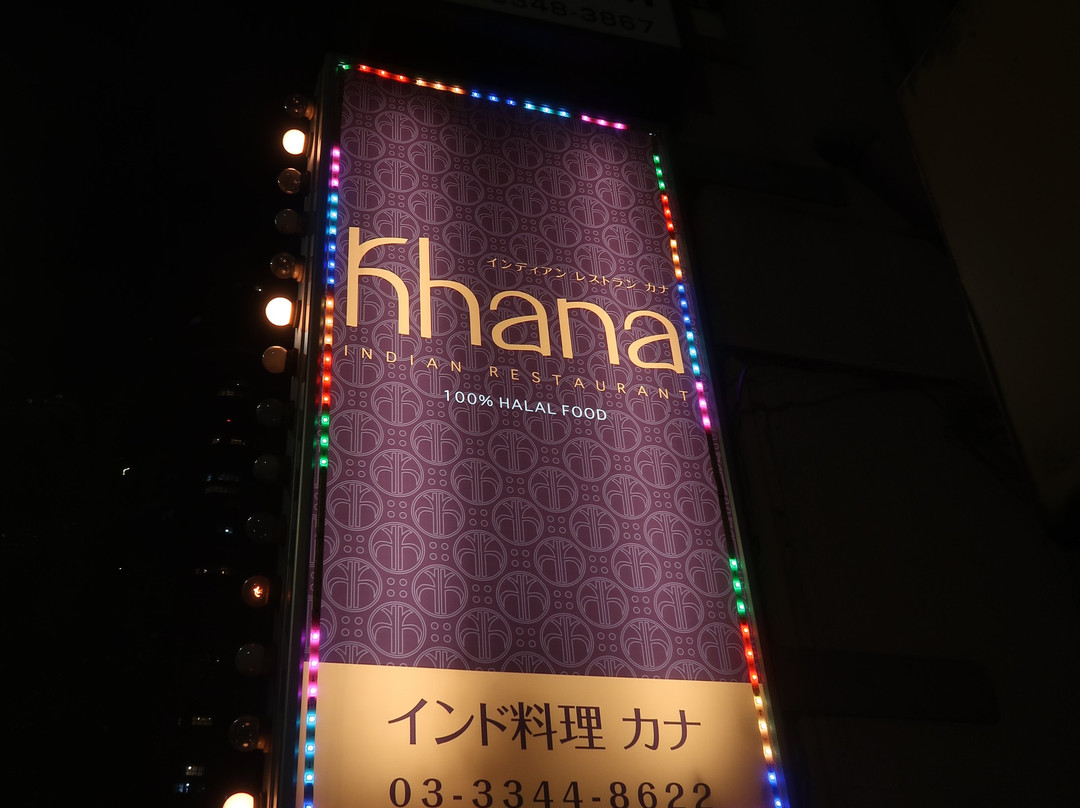 インディアン レストラン カナ
Khana
INDIAN RESTAURANT
100% HALAL FOOD
インド料理 カナ
03-3344-8622